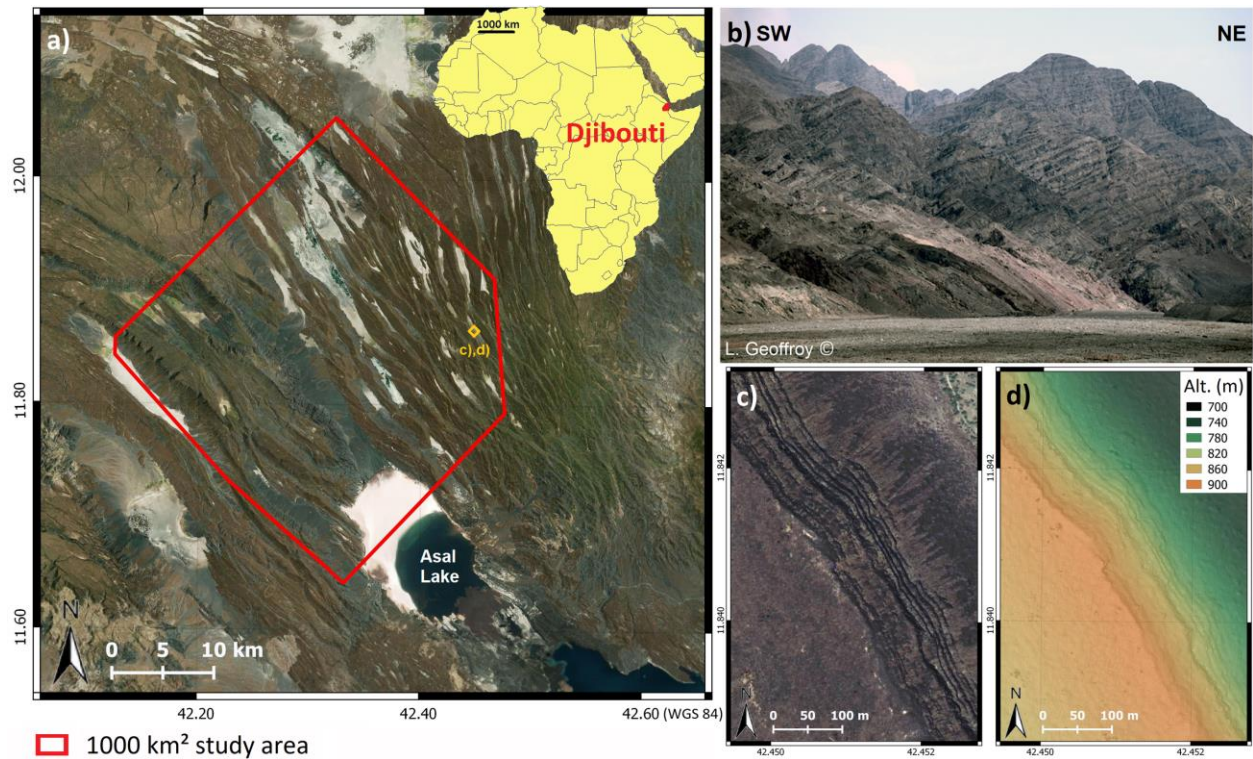 a)
1000 km
Djibouti
12.00
11.80
11.60
c),d)
Asal
Lake
N
0 5 10 km
42.20
42.40
42.60 (WGS 84)
1000 km² study area
b) SW
NE
L. Geoffroy ©
c)
11.842
11.840
N
0 50 100 m
42.450
42.452
d)
Alt. (m)
700
740
780
820
860
900
11.842
11.840
N
0 50 100 m
42.450
42.452